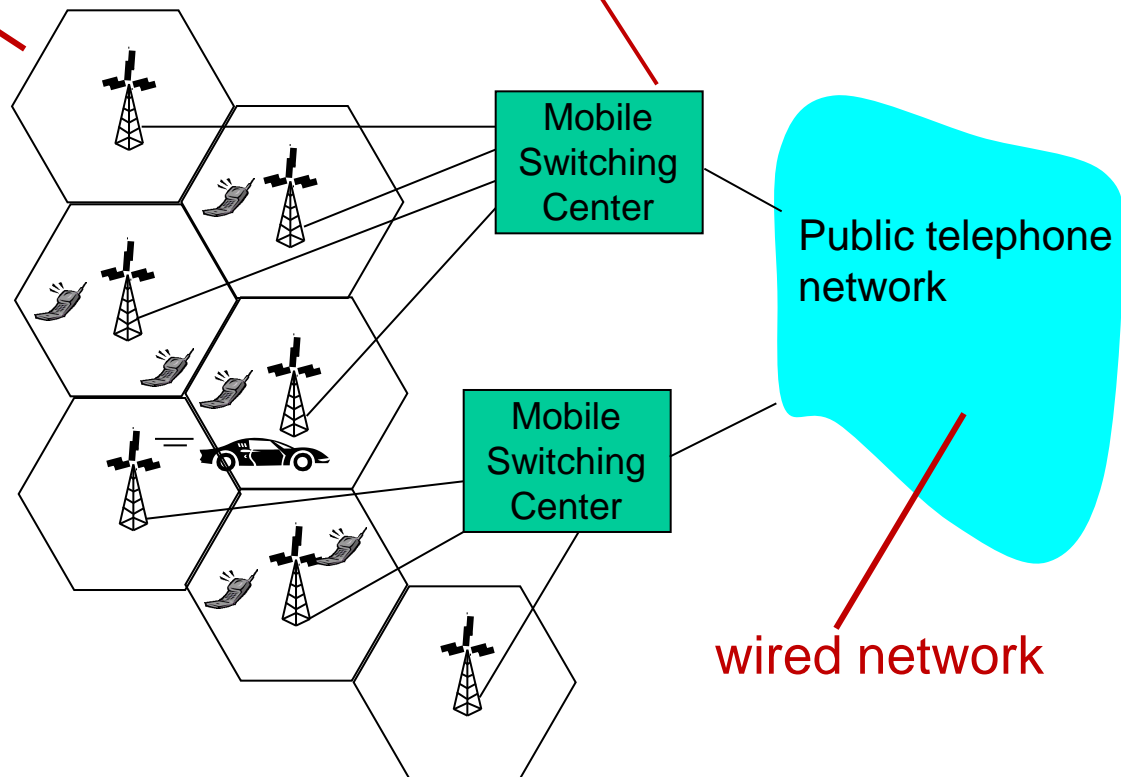 Mobile
Switching
Center
Public telephone
network
Mobile
Switching
Center
wired network